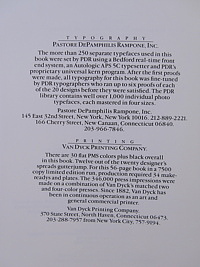 TYPOGRAPHY
PASTORE DEPAMPHILIS RAMPONE, INC.
The more than 250 separate typefaces used in this
book were set by PDR using a Bedford real-time front
end system, an Autologic APS 5C typesetter and PDR's
proprietary universal kern program. After the first proofs
were made, all typography for this book was fine-tuned
by PDR typographers who ran up to six proofs of each
of the 20 designs before they were satisfied. The PDR
library contains well over 1,000 individual photo
typefaces, each mastered in four sizes.
Pastore DePamphilis Rampone, Inc.
145 East 32nd Street, New York, New York 10016. 212-889-2221.
166 Cherry Street, New Canaan, Connecticut 06840.
203-966-7846.
PRINTING
VAN DYCK PRINTING COMPANY.
There are 30 flat PMS colors plus black overall
in this book. Twelve out of the twenty designer's
spreads gutterjump. For this 56-page book in a 7500
copy limited edition run, production required 34 make-
readys and plates. The 346,000 press impressions were
made on a combination of Van Dyck's matched two
and four-color presses. Since 1882, Van Dyck has
been in continuous operation as an art and
general commercial printer.
Van Dyck Printing Company
370 State Street, North Haven, Connecticut 06473.
203-288-7957 from New York City, 757-9194.